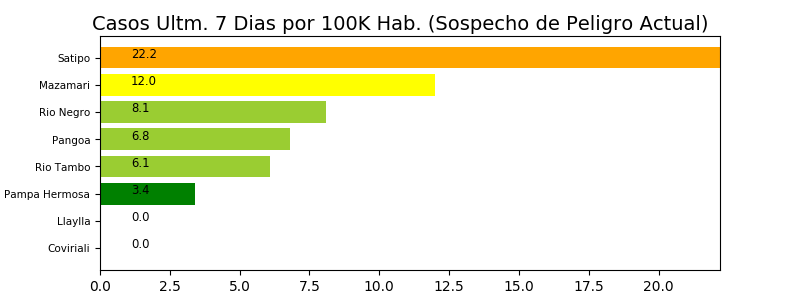 Casos Ultm. 7 Dias por 100K Hab. (Sospecho de Peligro Actual)
Satipo 22.2
Mazamari 12.0
Rio Negro 8.1
Pangoa 6.8
Rio Tambo 6.1
Pampa Hermosa 3.4
Llaylla 0.0
Coviriali 0.0
0.0 2.5 5.0 7.5 10.0 12.5 15.0 17.5 20.0